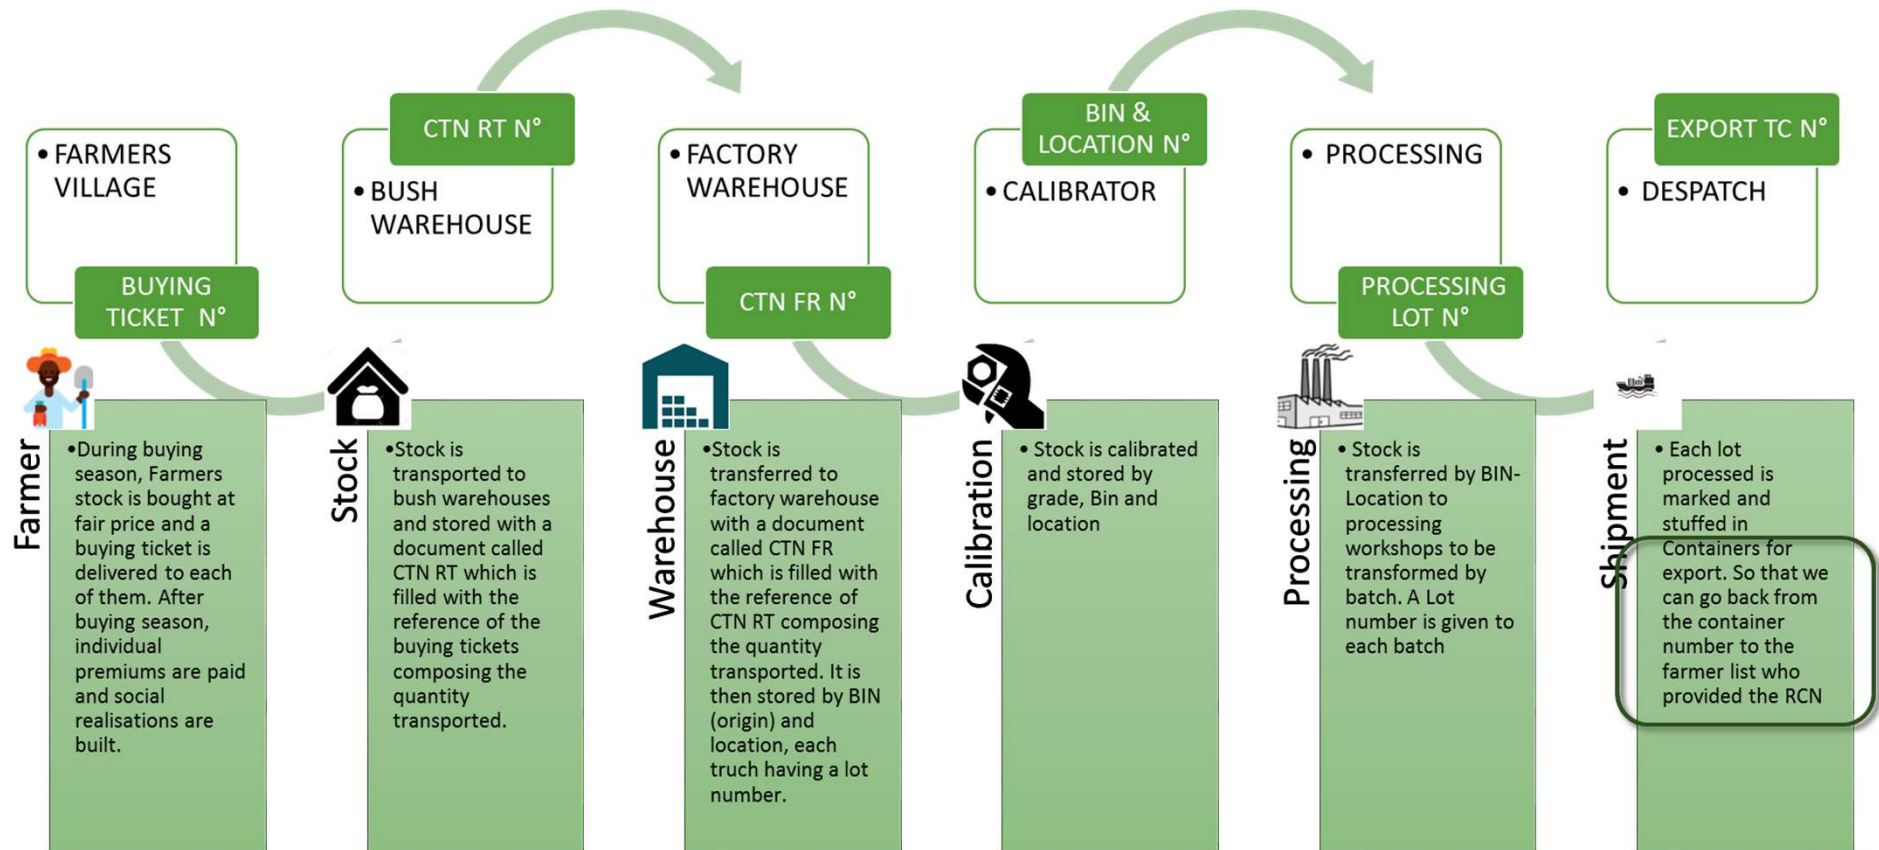 • FARMERS
VILLAGE
BUYING
TICKET N°
CTN RT N°
• BUSH
WAREHOUSE
• FACTORY
WAREHOUSE
CTN FR N°
BIN &
LOCATION N°
• CALIBRATOR
• PROCESSING
PROCESSING
LOT N°
EXPORT TC N°
• DESPATCH
Farmer
•During buying
season, Farmers
stock is bought at
fair price and a
buying ticket is
delivered to each
of them. After
buying season,
individual
premiums are paid
and social
realisations are
built.
Stock
•Stock is
transported to
bush warehouses
and stored with a
document called
CTN RT which is
filled with the
reference of the
buying tickets
composing the
quantity
transported.
Warehouse
•Stock is
transferred to
factory warehouse
with a document
called CTN FR
which is filled with
the reference of
CTN RT composing
the quantity
transported. It is
then stored by BIN
(origin) and
location, each
truch having a lot
number.
Calibration
• Stock is calibrated
and stored by
grade, Bin and
location
Processing
• Stock is
transferred by BIN-
Location to
processing
workshops to be
transformed by
batch. A Lot
number is given to
each batch
Shipment
• Each lot
processed is
marked and
stuffed in
Containers for
export. So that we
can go back from
the container
number to the
farmer list who
provided the RCN